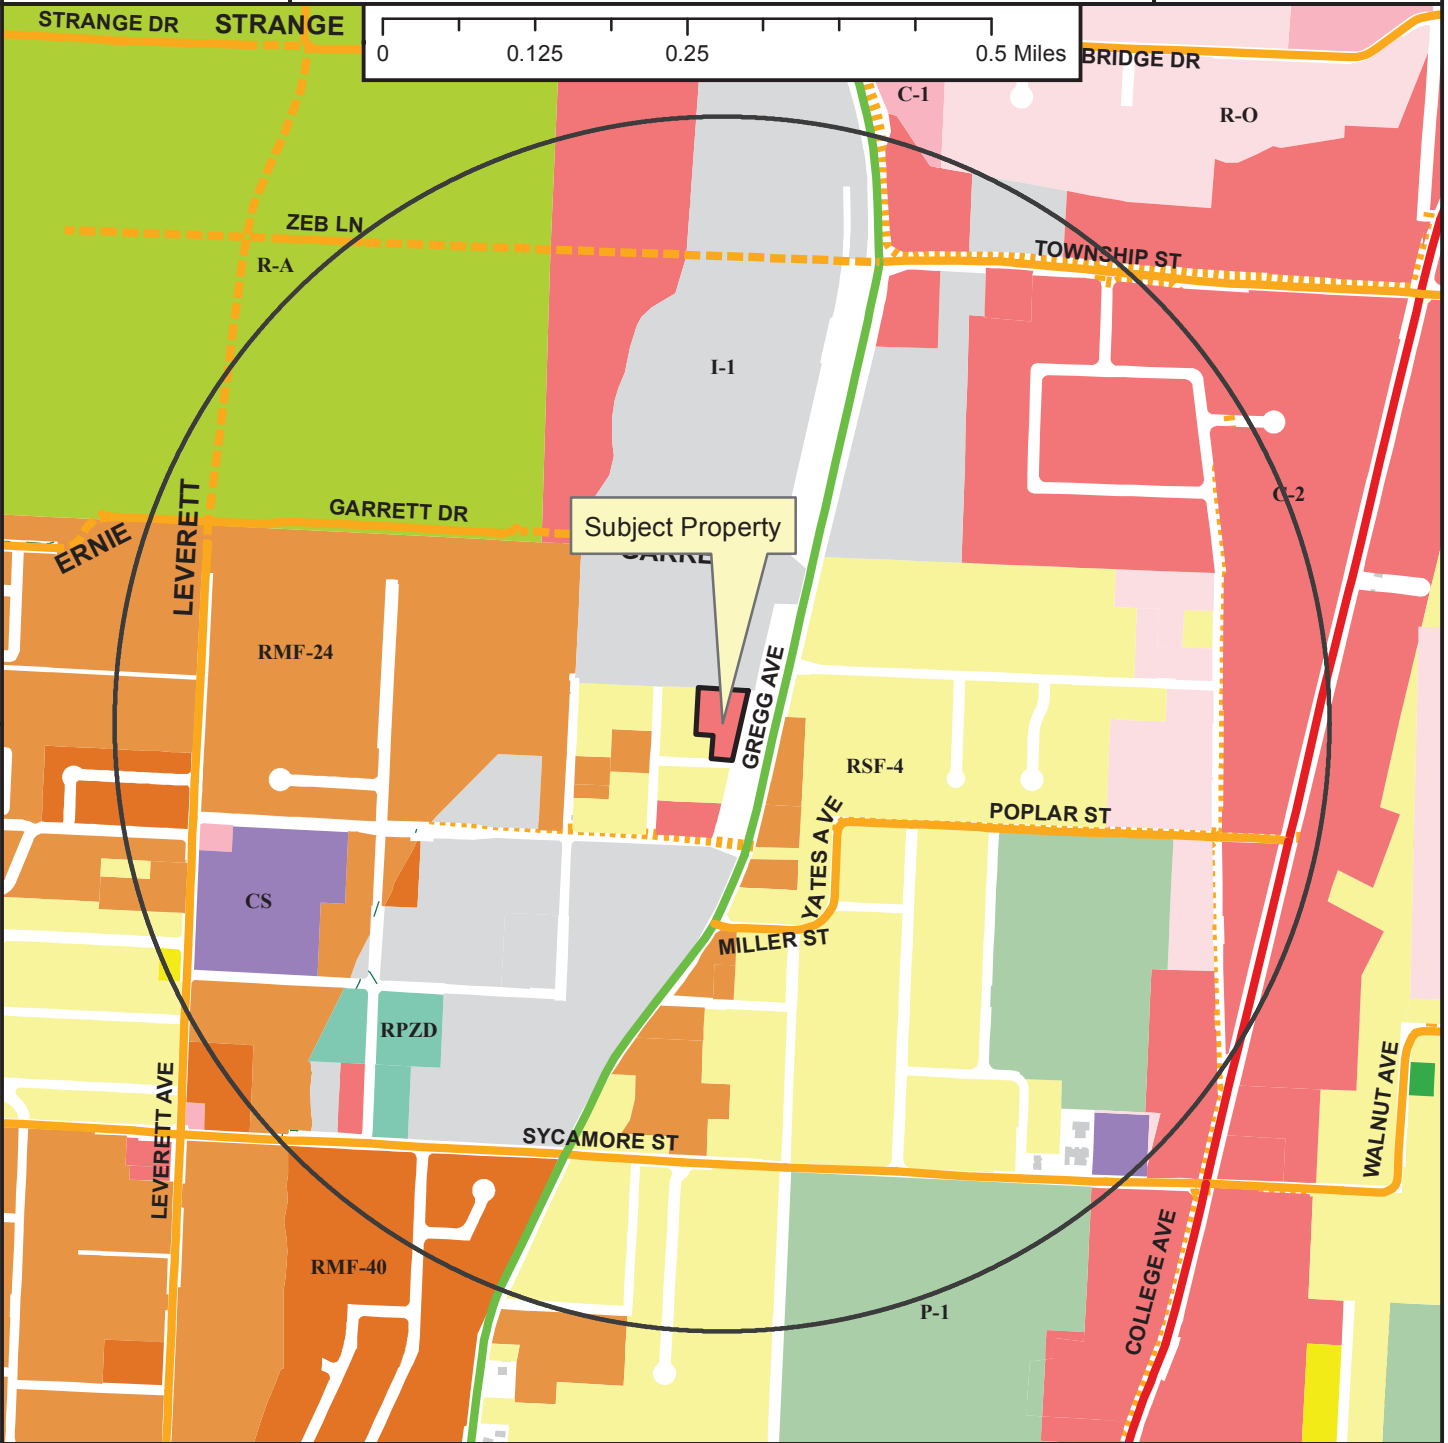 STRANGE DR
STRANGE
0 0.125 0.25 0.5 Miles
BRIDGE DR
C-1
R-O
ZEB LN
R-A
TOWNSHIP ST
I-1
C-2
GARRETT DR
Subject Property
ERNIE
LEVERETT
RMF-24
GREGG AVE
RSF-4
POPLAR ST
YATES AVE
CS
MILLER ST
RPZD
LEVERETT AVE
SYCAMORE ST
WALNUT AVE
RMF-40
COLLEGE AVE
P-1